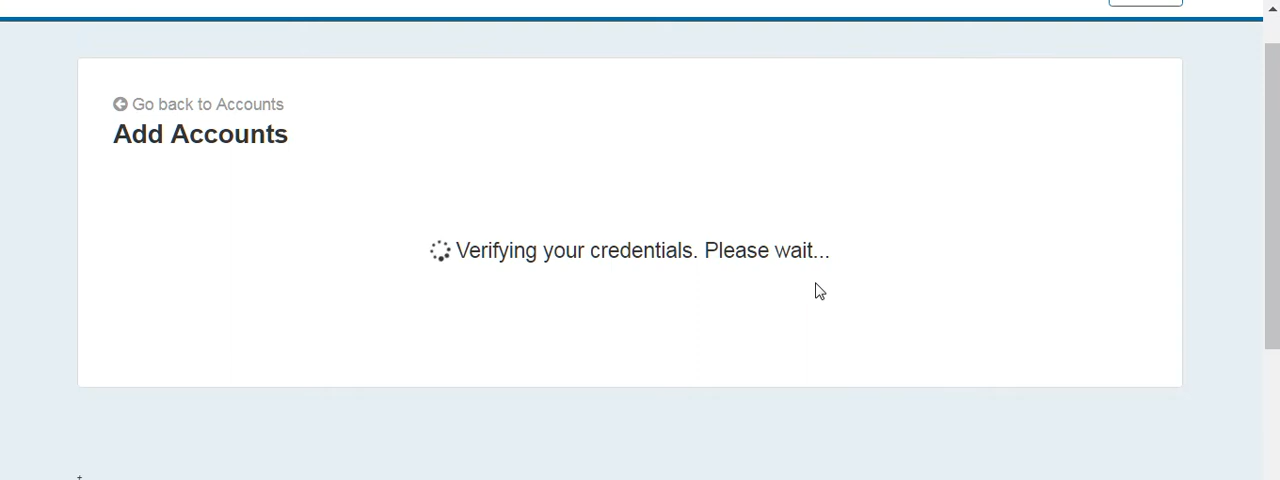 Go back to Accounts
Add Accounts
Verifying your credentials. Please wait...